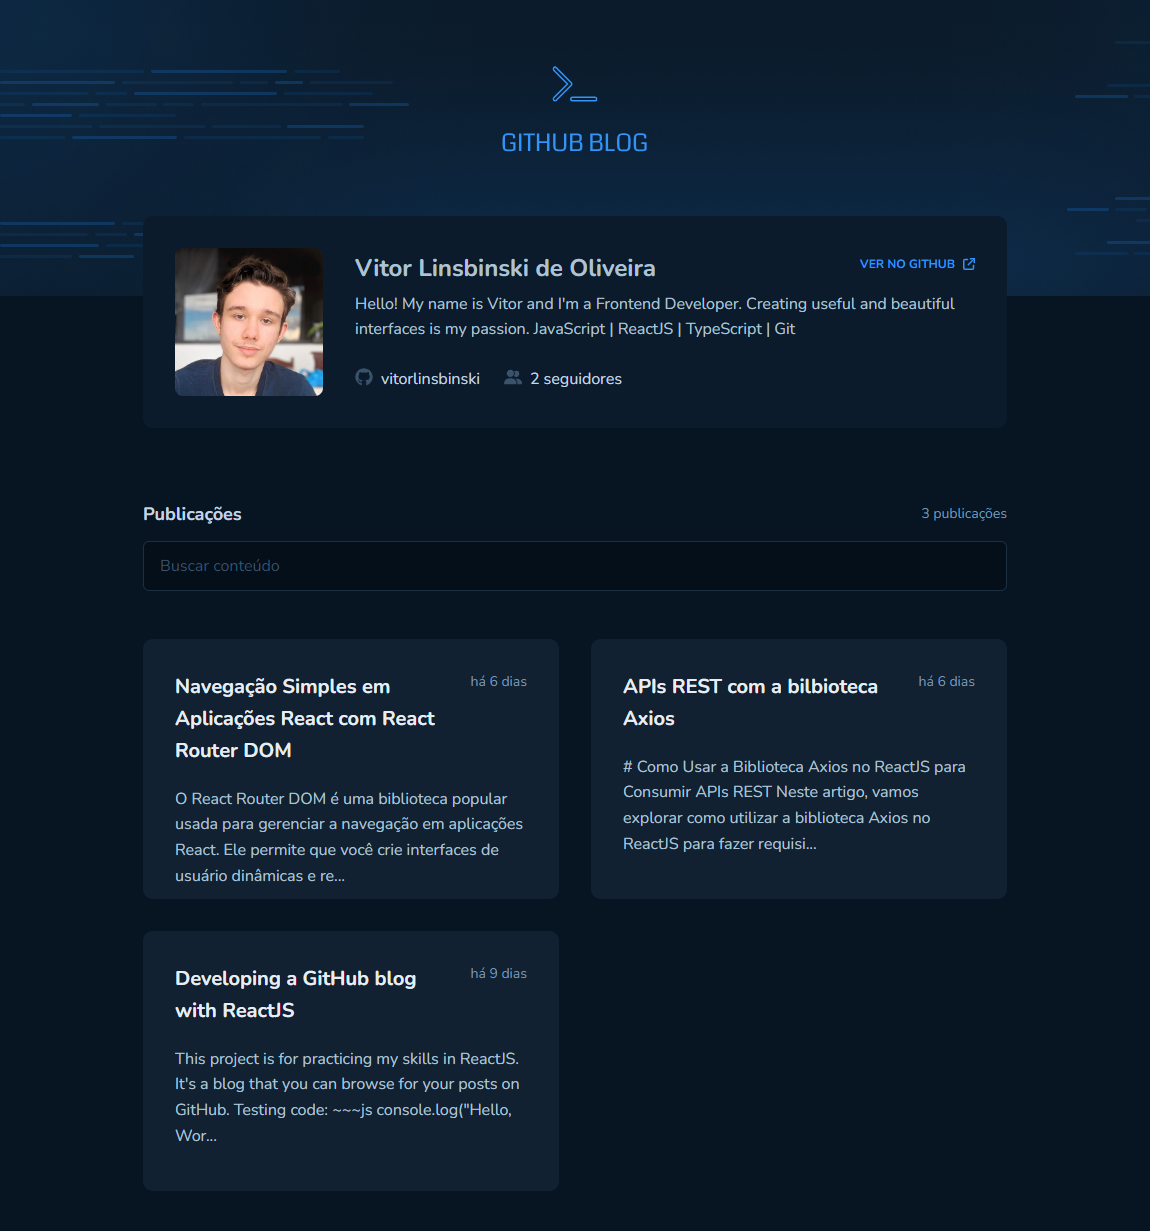 GITHUB BLOG
Vitor Linsbinski de Oliveira
VER NO GITHUB
Hello! My name is Vitor and I'm a Frontend Developer. Creating useful and beautiful
interfaces is my passion. JavaScript | ReactJS | TypeScript | Git
vitorlinsbinski
2 seguidores
Publicações
3 publicações
Buscar conteúdo
Navegação Simples em
Aplicações React com React
Router DOM
há 6 dias
O React Router DOM é uma biblioteca popular
usada para gerenciar a navegação em aplicações
React. Ele permite que você crie interfaces de
usuário dinâmicas e re...
APIs REST com a bilbioteca
Axios
há 6 dias
# Como Usar a Biblioteca Axios no ReactJS para
Consumir APIs REST Neste artigo, vamos
explorar como utilizar a biblioteca Axios no
ReactJS para fazer requisi...
Developing a GitHub blog
with ReactJS
há 9 dias
This project is for practicing my skills in ReactJS.
It's a blog that you can browse for your posts on
GitHub. Testing code: ~~~js console.log("Hello,
Wor...